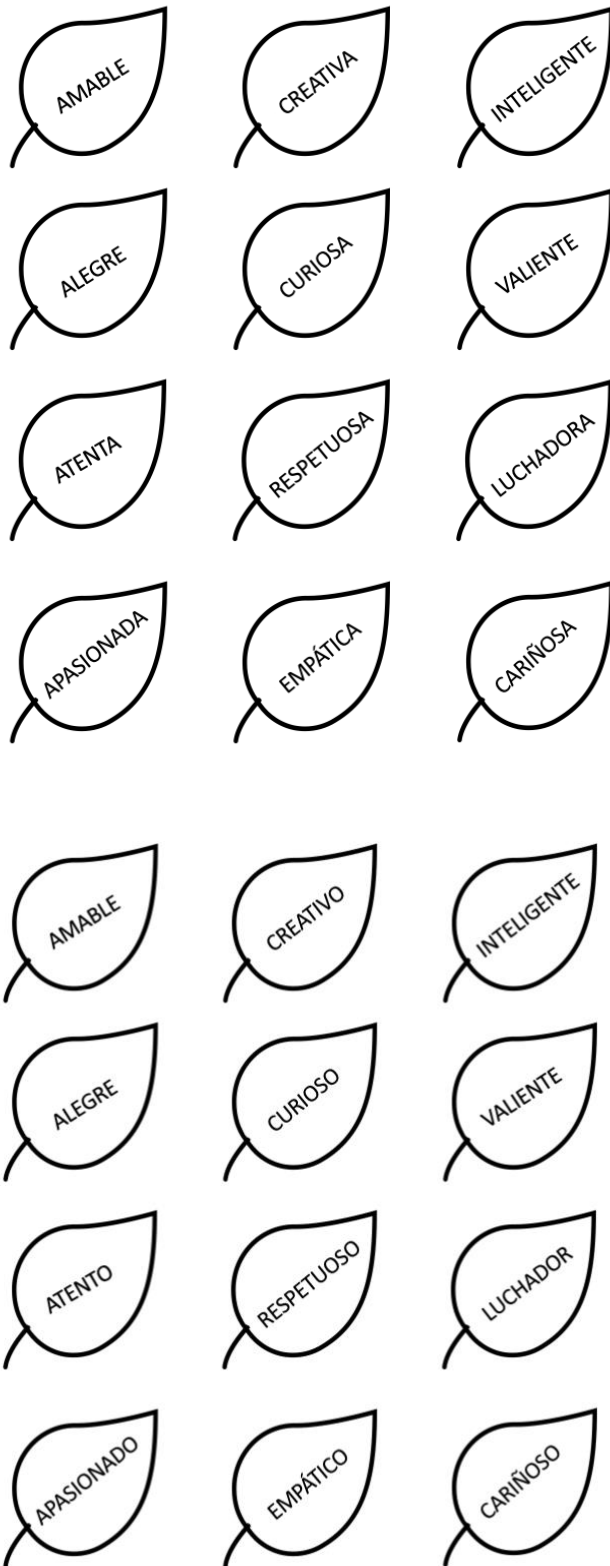 AMABLE
CREATIVA
INTELIGENTE
ALEGRE
CURIOSA
VALIENTE
ATENTA
RESPETUOSA
LUCHADORA
APASIONADA
EMPÁTICA
CARIÑOSA
AMABLE
CREATIVO
INTELIGENTE
ALEGRE
CURIOSO
VALIENTE
ATENTO
RESPETUOSO
LUCHADOR
APASIONADO
EMPÁTICO
CARIÑOSO